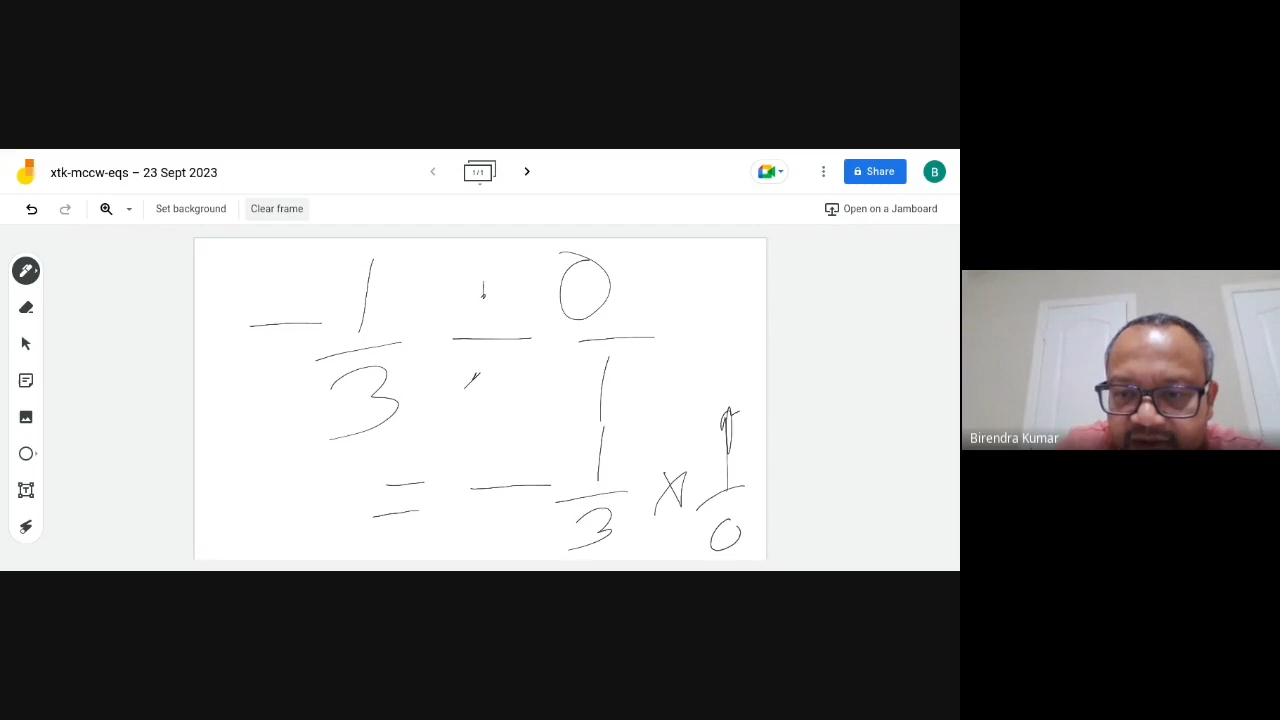 xtk-mccw-eqs – 23 Sept 2023
1/1
Share
B
Set background
Clear frame
Open on a Jamboard
- 1/3 ÷ 0/1
= - 1/3 × 1/0
Birendra Kumar